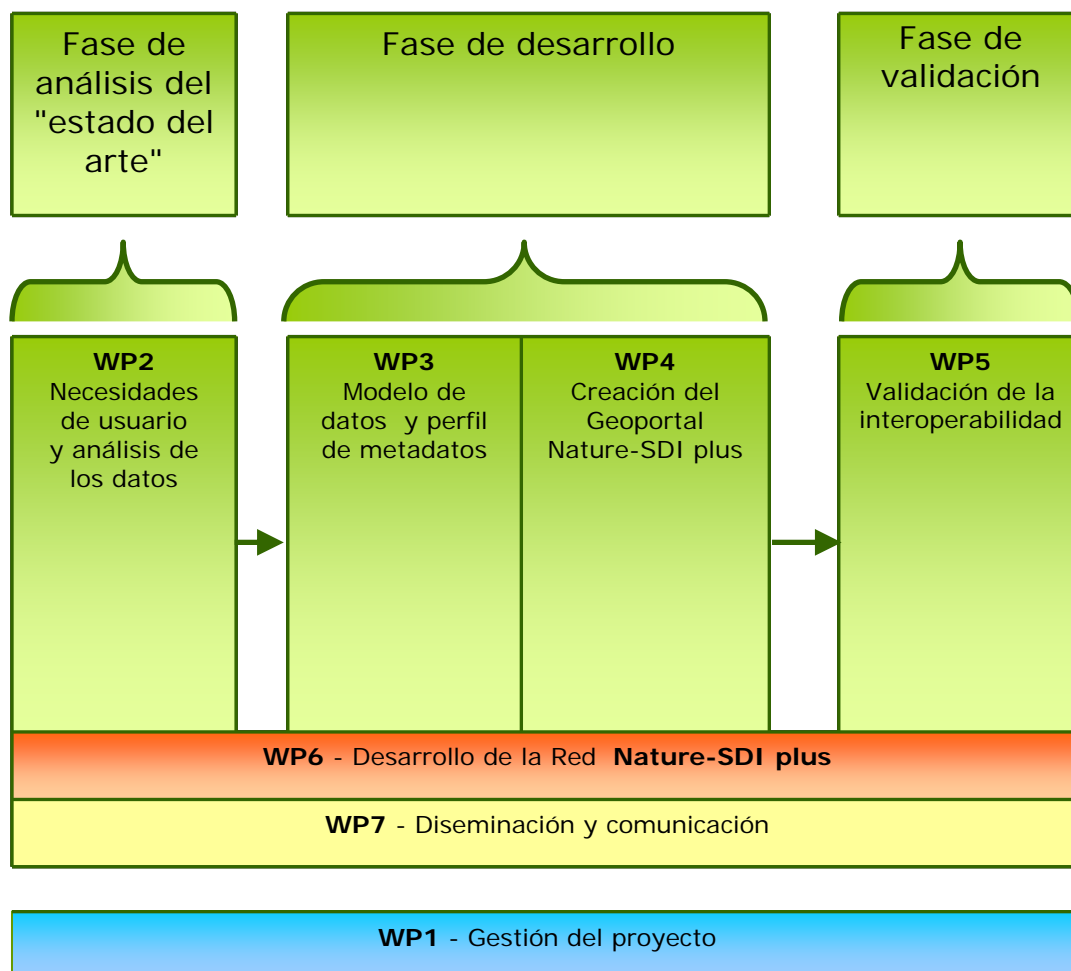 Fase de
análisis del
"estado del
arte"
Fase de desarrollo
Fase de
validación
WP2
Necesidades
de usuario
y análisis de
los datos
WP3
Modelo de
datos y perfil
de metadatos
WP4
Creación del
Geoportal
Nature-SDI plus
WP5
Validación de la
interoperabilidad
WP6 - Desarrollo de la Red Nature-SDI plus
WP7 - Diseminación y comunicación
WP1 - Gestión del proyecto